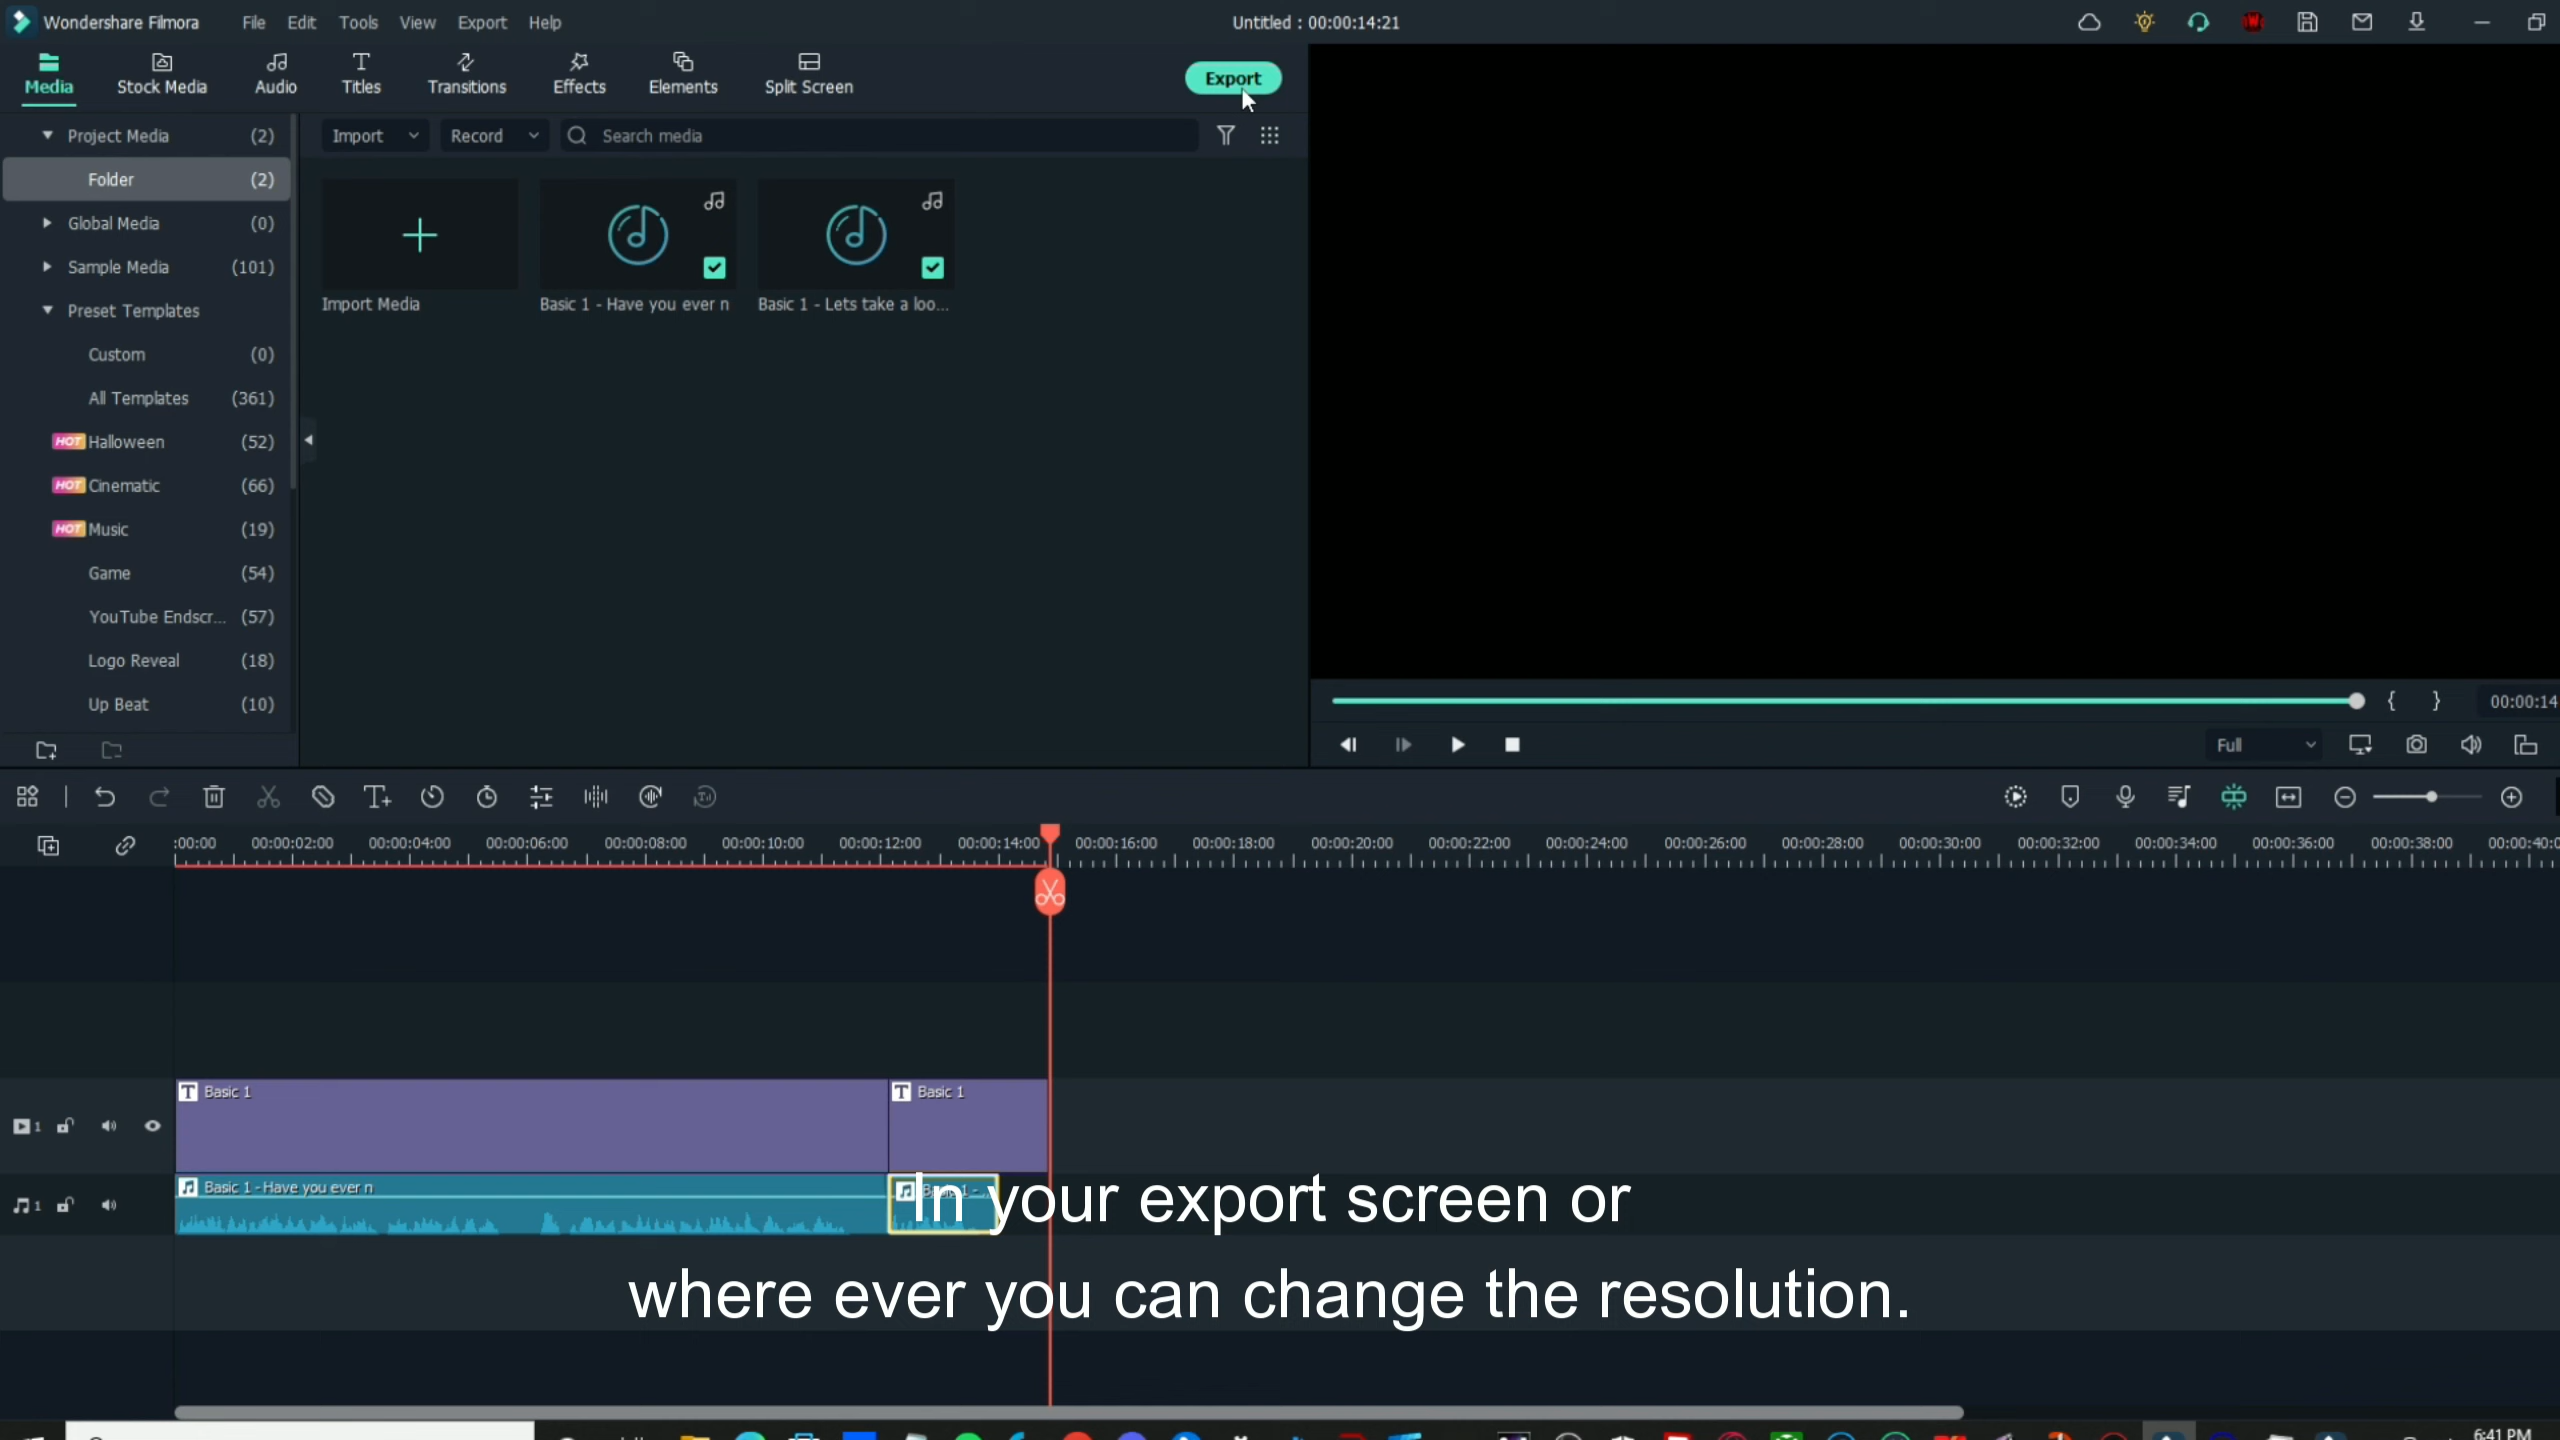 Wondershare Filmora File Edit Tools View Export Help Untitled : 00:00:14:21
Media Stock Media Audio Titles Transitions Effects Elements Split Screen Export
Project Media (2) Import Record Search media
Folder (2)
Global Media (0)
Sample Media (101)
Import Media Basic 1 - Have you ever n Basic 1 - Lets take a loo...
Preset Templates
Custom (0)
All Templates (361)
HOT Halloween (52)
HOT Cinematic (66)
HOT Music (19)
Game (54)
YouTube Endscr... (57)
Logo Reveal (18)
Up Beat (10)
00:00:14
Full
:00:00 00:00:02:00 00:00:04:00 00:00:06:00 00:00:08:00 00:00:10:00 00:00:12:00 00:00:14:00 00:00:16:00 00:00:18:00 00:00:20:00 00:00:22:00 00:00:24:00 00:00:26:00 00:00:28:00 00:00:30:00 00:00:32:00 00:00:34:00 00:00:36:00 00:00:38:00 00:00:40:0
Basic 1 Basic 1
1
Basic 1 - Have you ever n
1
In your export screen or
where ever you can change the resolution.
6:41 PM